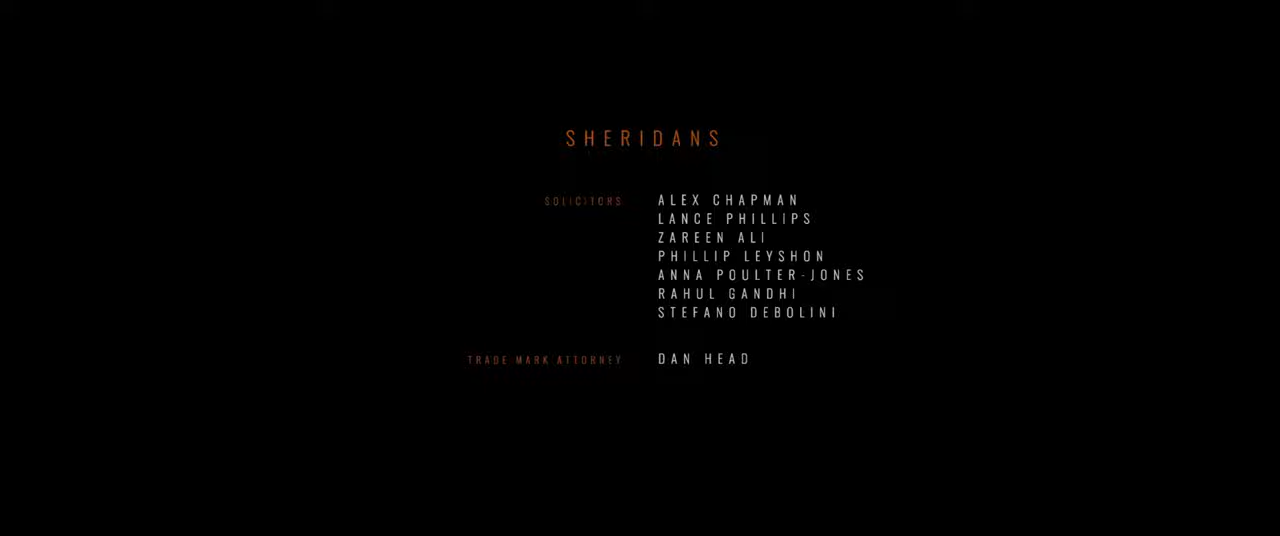 SHERIDANS
SOLICITORS ALEX CHAPMAN
LANCE PHILLIPS
ZAREEN ALI
PHILLIP LEYSHON
ANNA POULTER-JONES
RAHUL GANDHI
STEFANO DEBOLINI
TRADE MARK ATTORNEY DAN HEAD